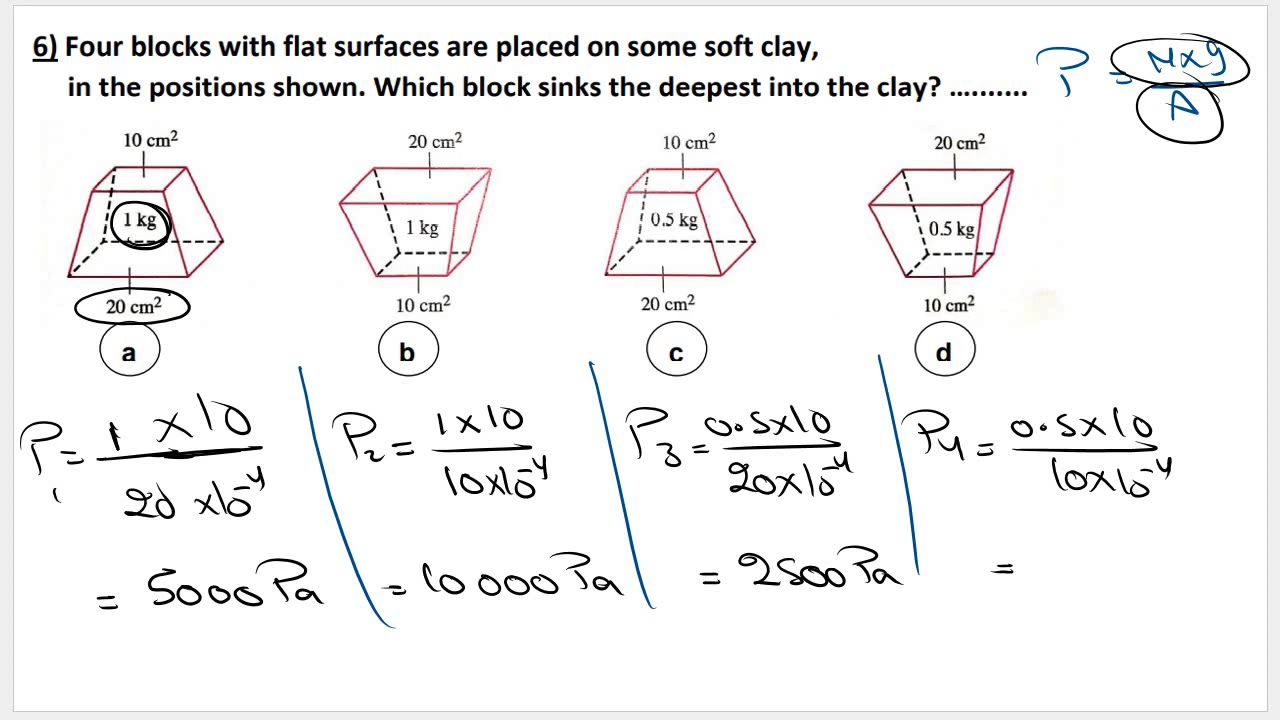 6) Four blocks with flat surfaces are placed on some soft clay,
in the positions shown. Which block sinks the deepest into the clay? ..........
P = M×g / A
10 cm² 20 cm² 10 cm² 20 cm²
1 kg 1 kg 0.5 kg 0.5 kg
20 cm² 10 cm² 20 cm² 10 cm²
a b c d
P₁ = 1 ×10 / 20 ×10⁻⁴
= 5000 Pa
P₂ = 1×10 / 10×10⁻⁴
= 10000 Pa
P₃ = 0.5×10 / 20×10⁻⁴
= 2500 Pa
P₄ = 0.5×10 / 10×10⁻⁴
=